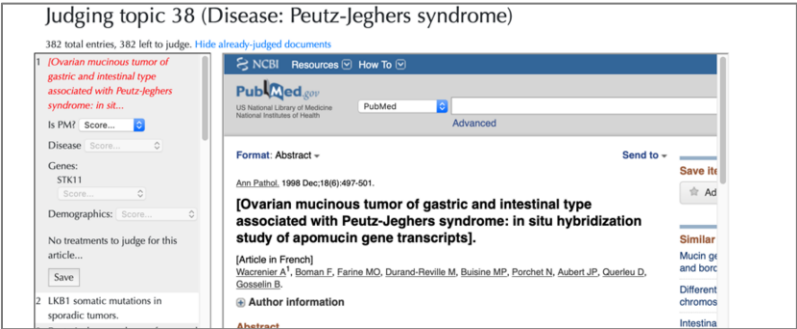 Judging topic 38 (Disease: Peutz-Jeghers syndrome)
382 total entries, 382 left to judge. Hide already-judged documents
1 [Ovarian mucinous tumor of
gastric and intestinal type
associated with Peutz-Jeghers
syndrome: in sit...
Is PM? Score...
Disease Score...
Genes:
STK11
Score...
Demographics: Score...
No treatments to judge for this
article...
Save
2 LKB1 somatic mutations in
sporadic tumors.
NCBI Resources How To
PubMed.gov
US National Library of Medicine
National Institutes of Health
PubMed
Advanced
Format: Abstract
Send to
Ann Pathol. 1998 Dec;18(6):497-501.
[Ovarian mucinous tumor of gastric and intestinal type
associated with Peutz-Jeghers syndrome: in situ hybridization
study of apomucin gene transcripts].
[Article in French]
Wacrenier A1, Boman F, Farine MO, Durand-Reville M, Buisine MP, Porchet N, Aubert JP, Querleu D,
Gosselin B.
Author information
Abstract
Save ite
Ad
Similar
Mucin ge
and bord
Different
chromos
Intestina